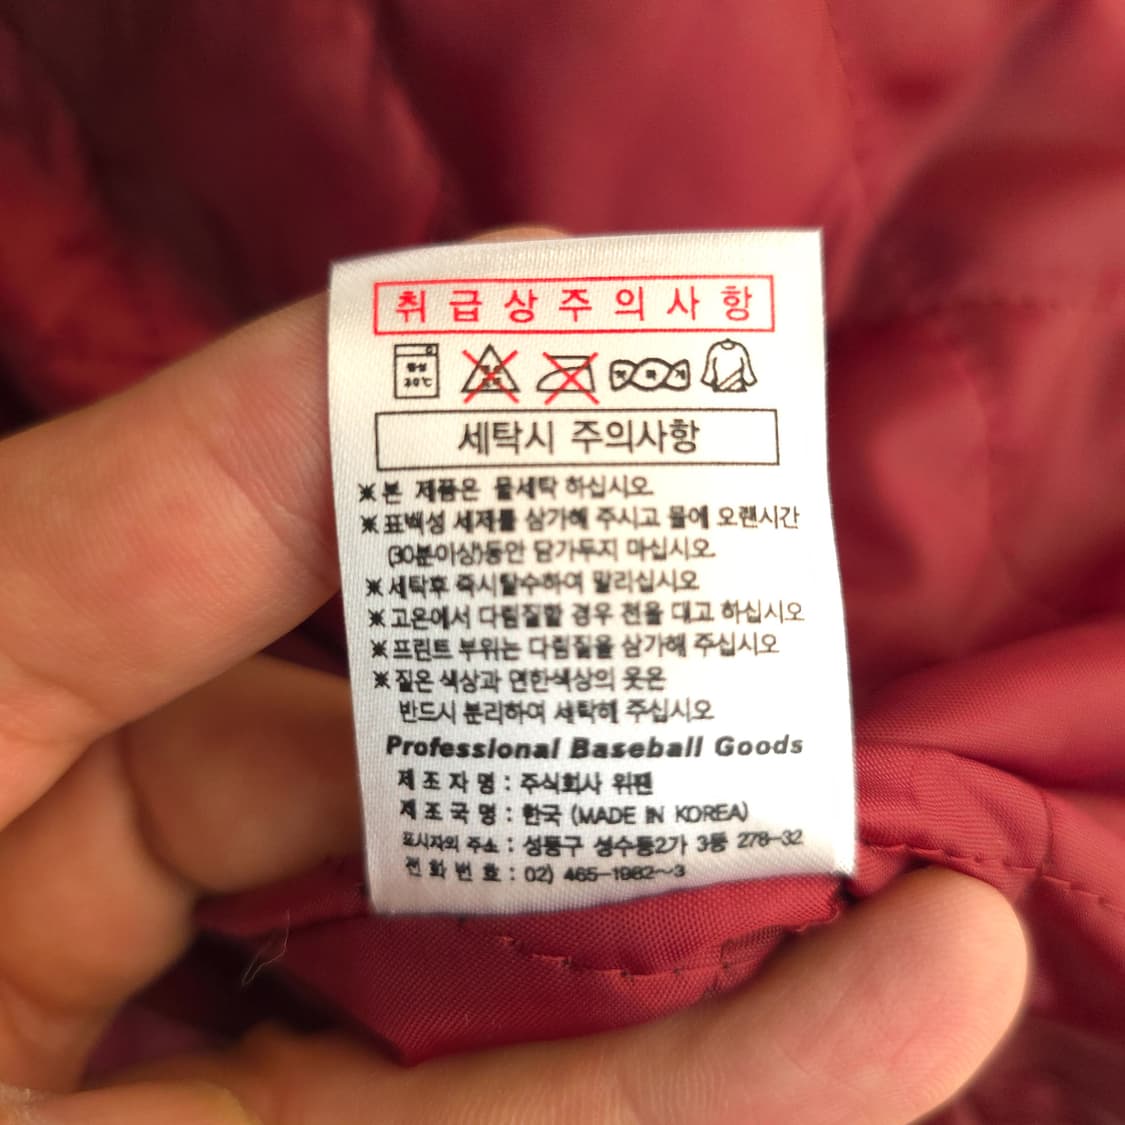 취급상주의사항
30℃
세탁시 주의사항
※본 제품은 물세탁 하십시오
※표백성 세제를 삼가해 주시고 물에 오랜시간
(30분이상)동안 담가두지 마십시오.
※세탁후 즉시탈수하여 말리십시오
※고온에서 다림질할 경우 천을 대고 하십시오
※프린트 부위는 다림질을 삼가해 주십시오
※짙은 색상과 연한색상의 옷은
반드시 분리하여 세탁해 주십시오
Professional Baseball Goods
제 조 자 명 : 주식회사 위팬
제 조 국 명 : 한국 (MADE IN KOREA)
표시자의 주소 : 성동구 성수동2가 3동 278-32
전 화 번 호 : 02) 465-1982~3